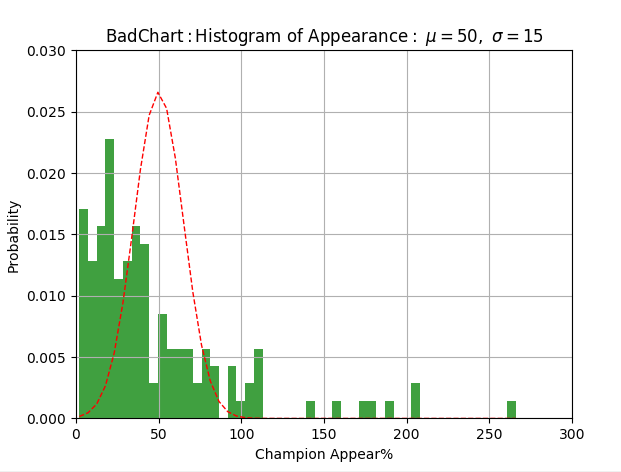 BadChart : Histogram of Appearance : μ = 50, σ = 15
0.030
0.025
0.020
0.015
0.010
0.005
0.000
Probability
0 50 100 150 200 250 300
Champion Appear%